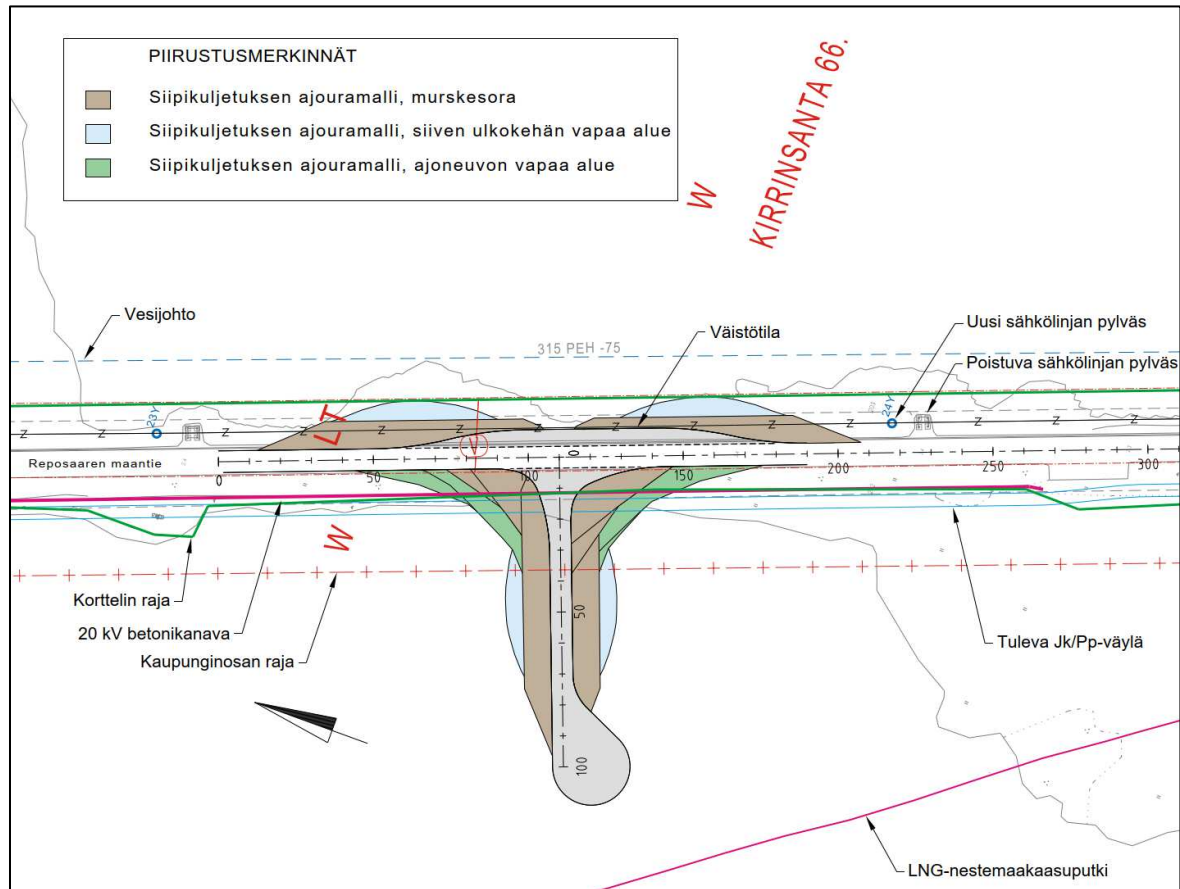 PIIRUSTUSMERKINNÄT
Siipikuljetuksen ajouramalli, murskesora
Siipikuljetuksen ajouramalli, siiven ulkokehän vapaa alue
Siipikuljetuksen ajouramalli, ajoneuvon vapaa alue
KIRRINSANTA 66.
W
Vesijohto
315 PEH -75
Väistötila
Uusi sähkölinjan pylväs
Poistuva sähkölinjan pylväs
23Y
24Y
LT
V
Z Z Z Z Z Z Z Z Z Z Z Z Z Z Z
Reposaaren maantie
0 50 100 0 150 200 250 300
W
Korttelin raja
20 kV betonikanava
Kaupunginosan raja
50
Tuleva Jk/Pp-väylä
100
LNG-nestemaakaasuputki